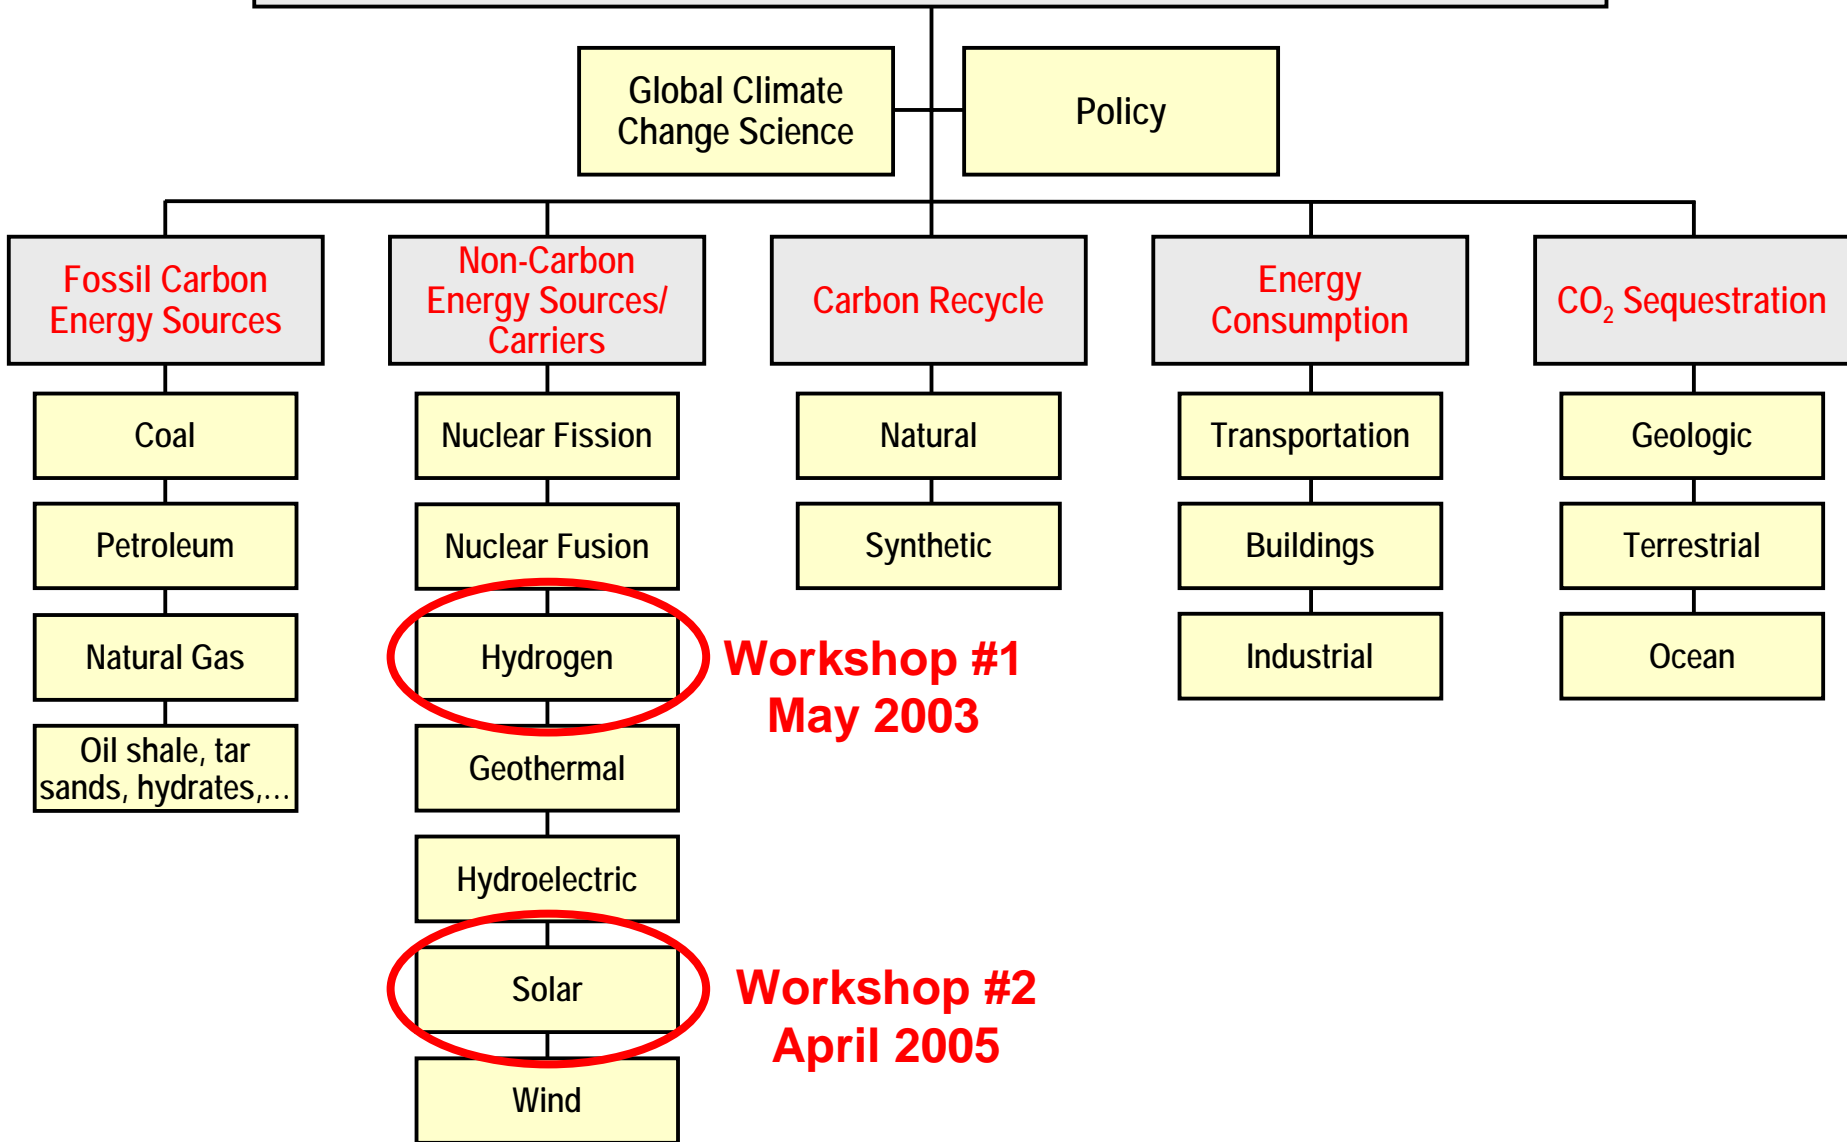 Global Climate
Change Science
Policy
Fossil Carbon
Energy Sources
Non-Carbon
Energy Sources/
Carriers
Carbon Recycle
Energy
Consumption
CO₂ Sequestration
Coal
Petroleum
Natural Gas
Oil shale, tar
sands, hydrates,…
Nuclear Fission
Nuclear Fusion
Hydrogen
Geothermal
Hydroelectric
Solar
Wind
Workshop #1
May 2003
Workshop #2
April 2005
Natural
Synthetic
Transportation
Buildings
Industrial
Geologic
Terrestrial
Ocean